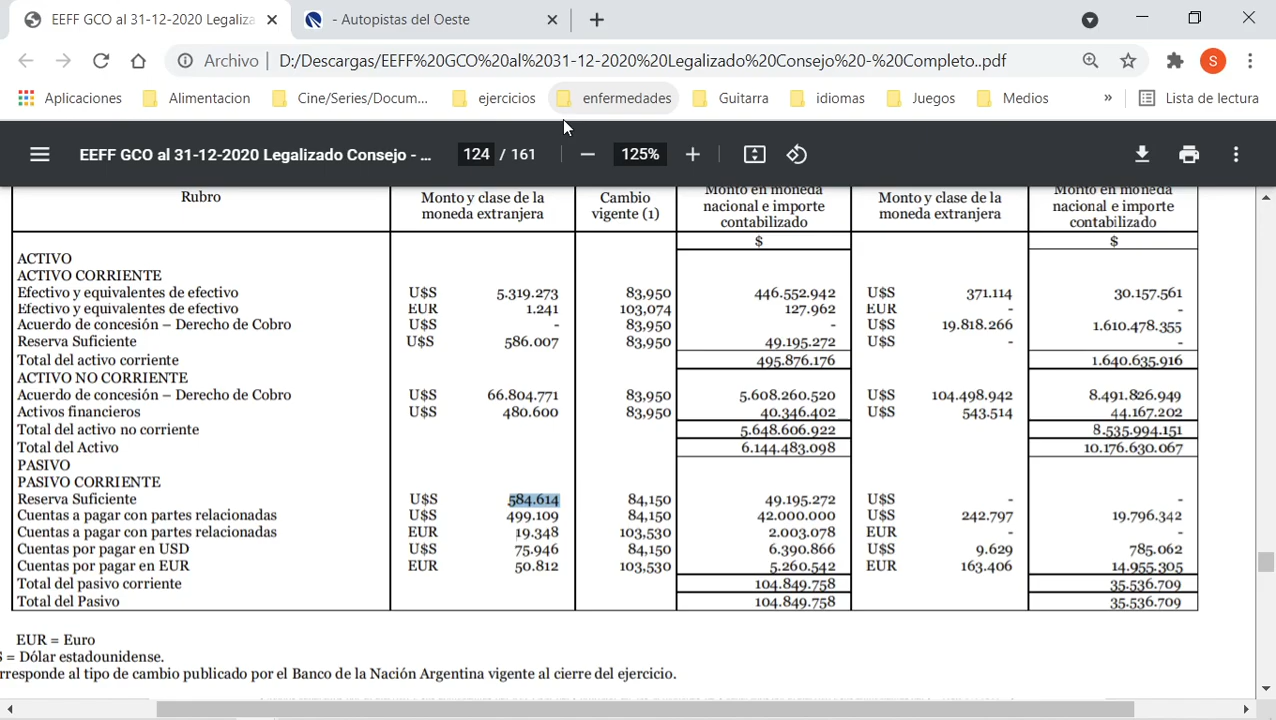 EEFF GCO al 31-12-2020 Legaliza
- Autopistas del Oeste
Archivo D:/Descargas/EEFF%20GCO%20al%2031-12-2020%20Legalizado%20Consejo%20-%20Completo..pdf S
Aplicaciones Alimentacion Cine/Series/Docum... ejercicios enfermedades Guitarra idiomas Juegos Medios » Lista de lectura
EEFF GCO al 31-12-2020 Legalizado Consejo - ... 124 / 161 125%
Rubro Monto y clase de la moneda extranjera Cambio vigente (1) Monto en moneda nacional e importe contabilizado Monto y clase de la moneda extranjera Monto en moneda nacional e importe contabilizado
$ $
ACTIVO
ACTIVO CORRIENTE
Efectivo y equivalentes de efectivo U$S 5.319.273 83,950 446.552.942 U$S 371.114 30.157.561
Efectivo y equivalentes de efectivo EUR 1.241 103,074 127.962 EUR - -
Acuerdo de concesión – Derecho de Cobro U$S - 83,950 - U$S 19.818.266 1.610.478.355
Reserva Suficiente U$S 586.007 83,950 49.195.272 U$S - -
Total del activo corriente 495.876.176 1.640.635.916
ACTIVO NO CORRIENTE
Acuerdo de concesión – Derecho de Cobro U$S 66.804.771 83,950 5.608.260.520 U$S 104.498.942 8.491.826.949
Activos financieros U$S 480.600 83,950 40.346.402 U$S 543.514 44.167.202
Total del activo no corriente 5.648.606.922 8.535.994.151
Total del Activo 6.144.483.098 10.176.630.067
PASIVO
PASIVO CORRIENTE
Reserva Suficiente U$S 584.614 84,150 49.195.272 U$S - -
Cuentas a pagar con partes relacionadas U$S 499.109 84,150 42.000.000 U$S 242.797 19.796.342
Cuentas a pagar con partes relacionadas EUR 19.348 103,530 2.003.078 EUR - -
Cuentas por pagar en USD U$S 75.946 84,150 6.390.866 U$S 9.629 785.062
Cuentas por pagar en EUR EUR 50.812 103,530 5.260.542 EUR 163.406 14.955.305
Total del pasivo corriente 104.849.758 35.536.709
Total del Pasivo 104.849.758 35.536.709
EUR = Euro
S = Dólar estadounidense.
rresponde al tipo de cambio publicado por el Banco de la Nación Argentina vigente al cierre del ejercicio.